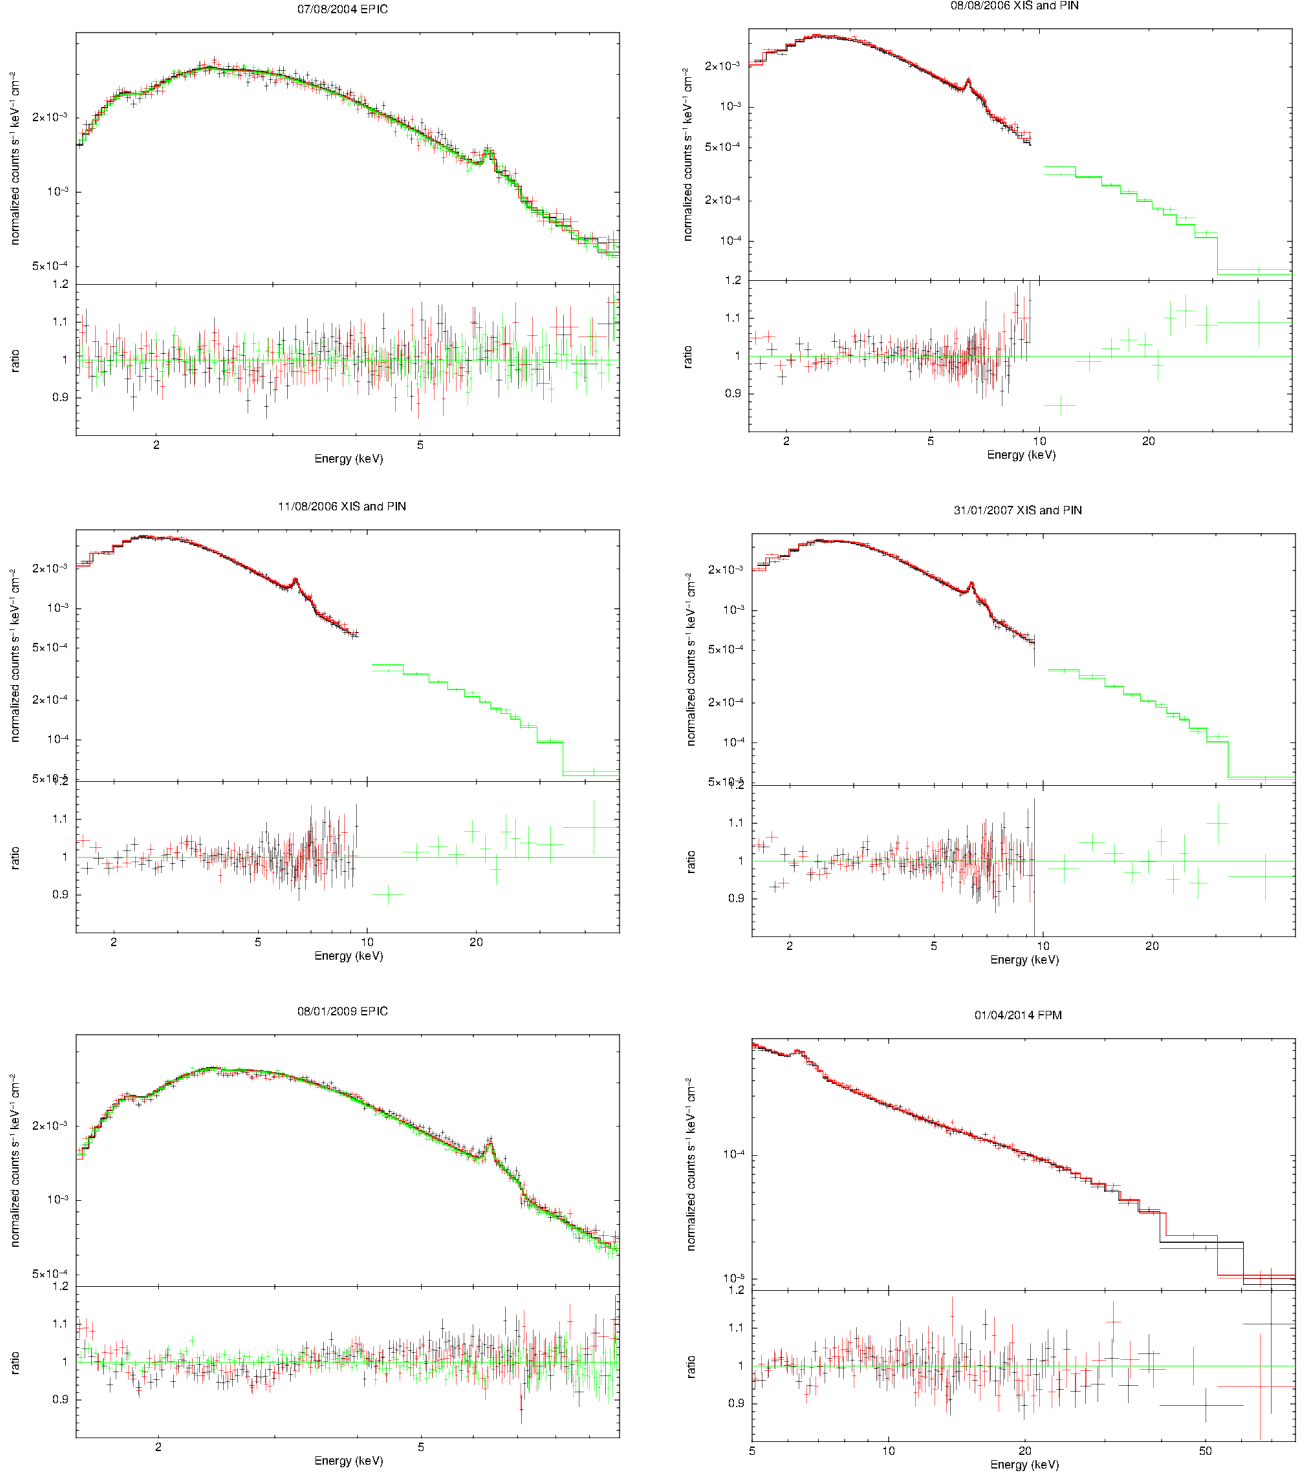 07/08/2004 EPIC
normalized counts s⁻¹ keV⁻¹ cm⁻²
2×10⁻³
10⁻³
5×10⁻⁴
1.2
1.1
1
0.9
ratio
2
5
Energy (keV)
08/08/2006 XIS and PIN
normalized counts s⁻¹ keV⁻¹ cm⁻²
2×10⁻³
10⁻³
5×10⁻⁴
2×10⁻⁴
10⁻⁴
1.2
1.1
1
0.9
ratio
2
5
10
20
Energy (keV)
11/08/2006 XIS and PIN
normalized counts s⁻¹ keV⁻¹ cm⁻²
2×10⁻³
10⁻³
5×10⁻⁴
2×10⁻⁴
10⁻⁴
5×10⁻⁵
1.2
1.1
1
0.9
ratio
2
5
10
20
Energy (keV)
31/01/2007 XIS and PIN
normalized counts s⁻¹ keV⁻¹ cm⁻²
2×10⁻³
10⁻³
5×10⁻⁴
2×10⁻⁴
10⁻⁴
5×10⁻⁵
1.2
1.1
1
0.9
ratio
2
5
10
20
Energy (keV)
08/01/2009 EPIC
normalized counts s⁻¹ keV⁻¹ cm⁻²
2×10⁻³
10⁻³
5×10⁻⁴
1.2
1.1
1
0.9
ratio
2
5
Energy (keV)
01/04/2014 FPM
normalized counts s⁻¹ keV⁻¹ cm⁻²
10⁻⁴
10⁻⁵
1.2
1.1
1
0.9
ratio
5
10
20
50
Energy (keV)